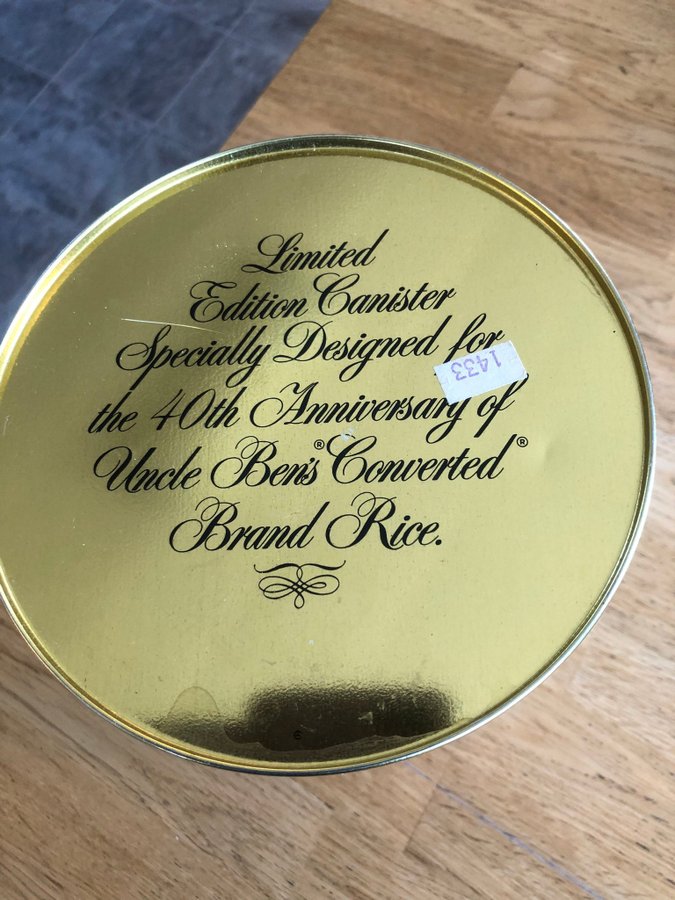 Limited
Edition Canister
Specially Designed for
1433
the 40th Anniversary of
Uncle Ben's® Converted®
Brand Rice.